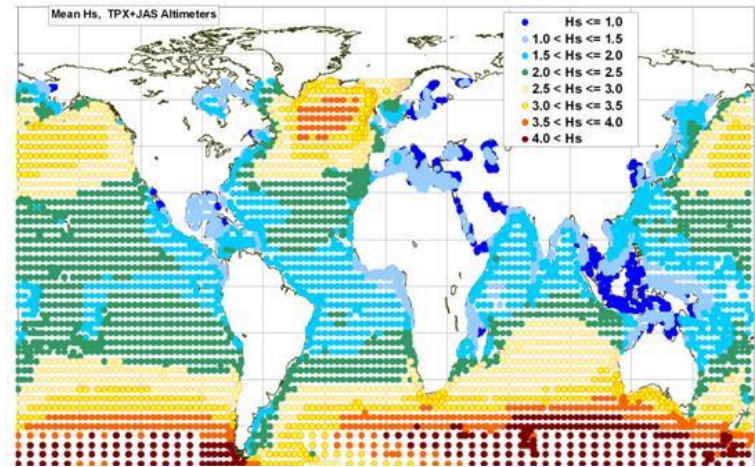 Mean Hs, TPX+JAS Altimeters
Hs <= 1.0
1.0 < Hs <= 1.5
1.5 < Hs <= 2.0
2.0 < Hs <= 2.5
2.5 < Hs <= 3.0
3.0 < Hs <= 3.5
3.5 < Hs <= 4.0
4.0 < Hs